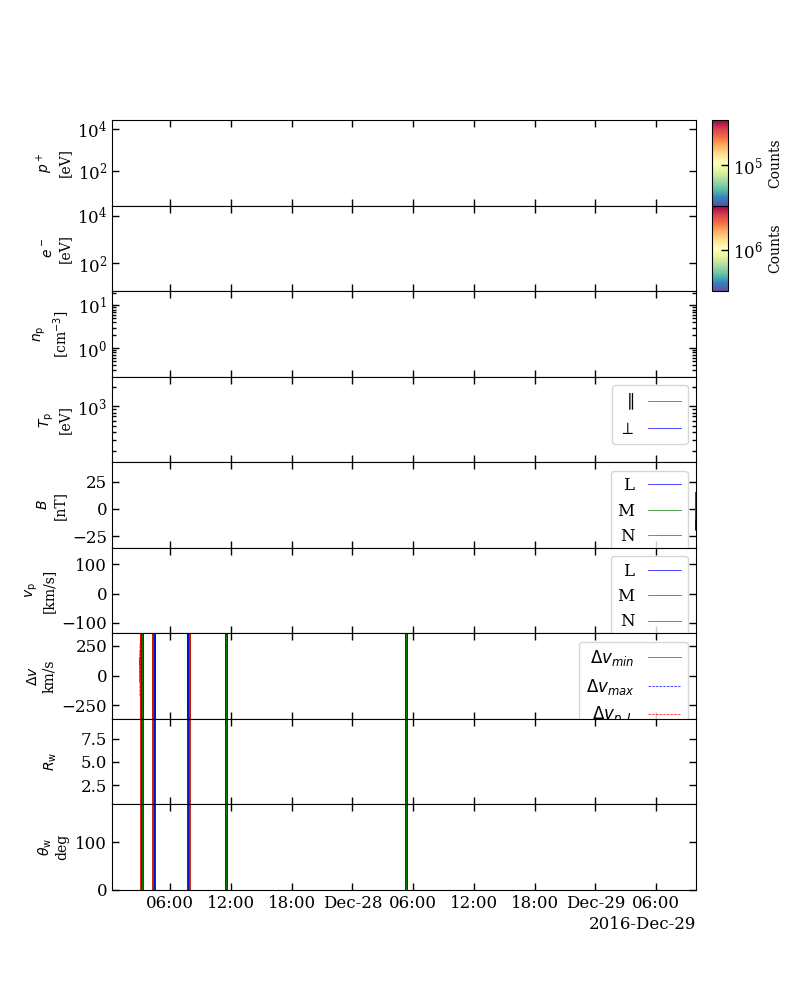 10⁴
10²
p⁺
[eV]
10⁵
Counts
10⁴
10²
e⁻
[eV]
10⁶
Counts
10¹
10⁰
nₚ
[cm⁻³]
10³
Tₚ
[eV]
∥
⊥
25
0
−25
B
[nT]
L
M
N
100
0
−100
vₚ
[km/s]
L
M
N
250
0
−250
Δv
km/s
Δv_min
Δv_max
7.5
5.0
2.5
R_w
100
0
θ_w
deg
06:00 12:00 18:00 Dec-28 06:00 12:00 18:00 Dec-29 06:00
2016-Dec-29